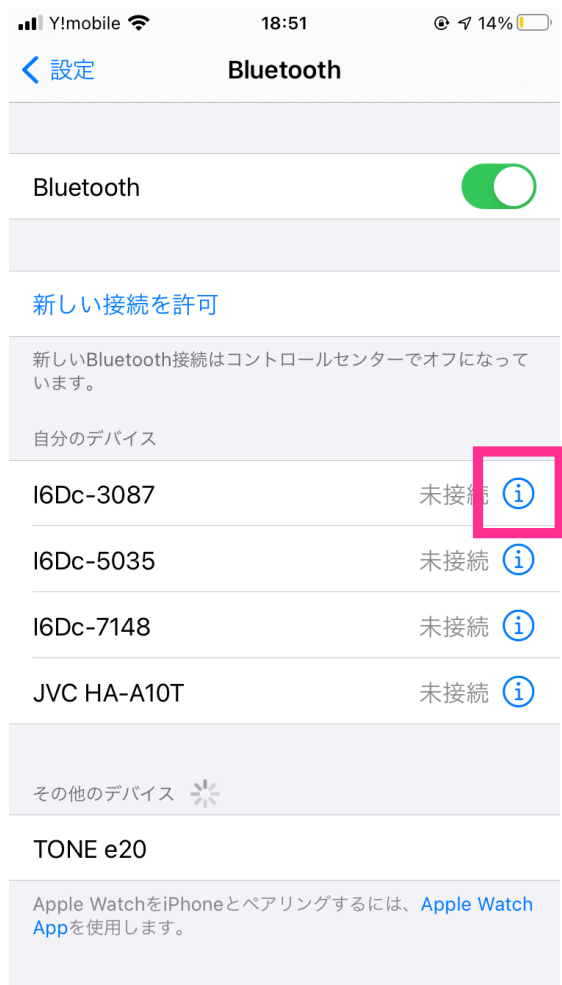 Y!mobile 18:51 14%
設定 Bluetooth
Bluetooth
新しい接続を許可
新しいBluetooth接続はコントロールセンターでオフになって
います。
自分のデバイス
I6Dc-3087 未接続 i
I6Dc-5035 未接続 i
I6Dc-7148 未接続 i
JVC HA-A10T 未接続 i
その他のデバイス
TONE e20
Apple WatchをiPhoneとペアリングするには、Apple Watch
Appを使用します。